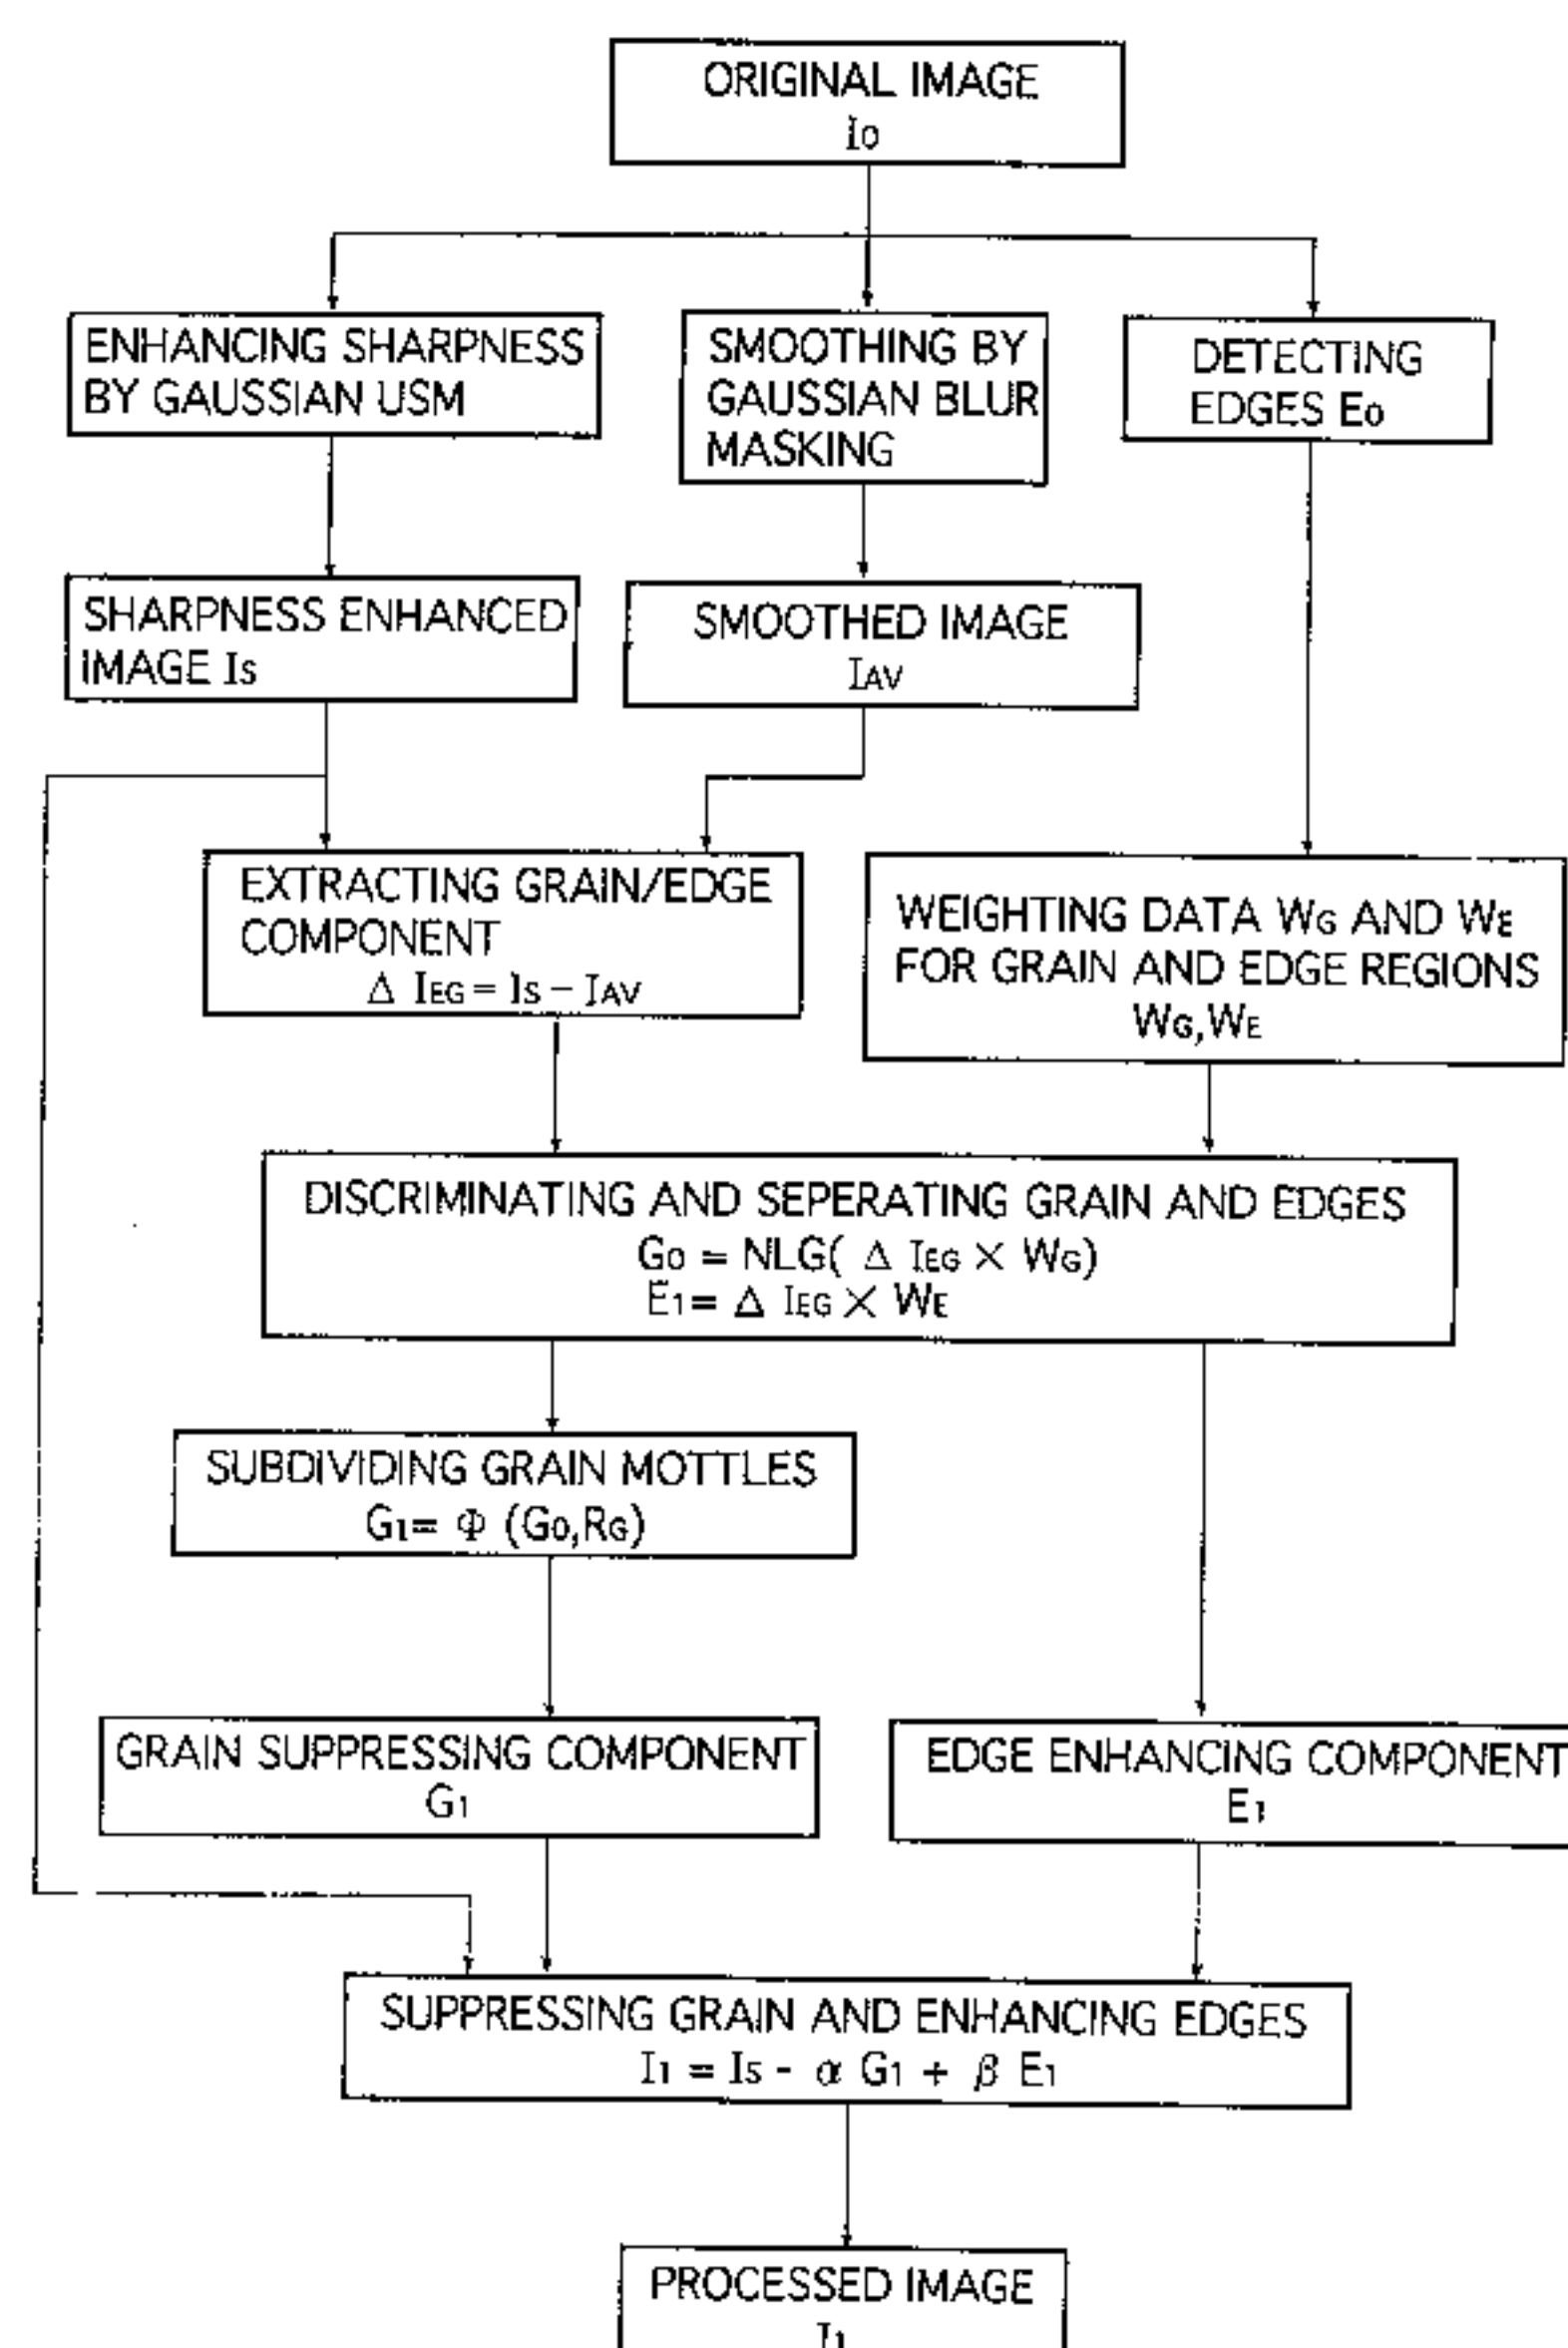 ORIGINAL IMAGE
I0
ENHANCING SHARPNESS
BY GAUSSIAN USM
SMOOTHING BY
GAUSSIAN BLUR
MASKING
DETECTING
EDGES E0
SHARPNESS ENHANCED
IMAGE IS
SMOOTHED IMAGE
IAV
EXTRACTING GRAIN/EDGE
COMPONENT
Δ IEG = IS − IAV
WEIGHTING DATA WG AND WE
FOR GRAIN AND EDGE REGIONS
WG,WE
DISCRIMINATING AND SEPERATING GRAIN AND EDGES
G0 = NLG( Δ IEG × WG)
E1= Δ IEG × WE
SUBDIVIDING GRAIN MOTTLES
G1= Φ (G0,RG)
GRAIN SUPPRESSING COMPONENT
G1
EDGE ENHANCING COMPONENT
E1
SUPPRESSING GRAIN AND ENHANCING EDGES
I1 = IS - α G1 + β E1
PROCESSED IMAGE
I1